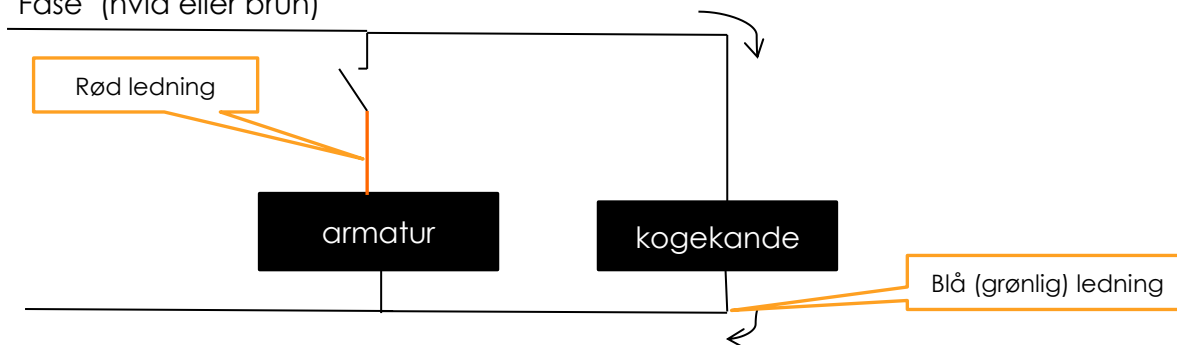 "Fase" (hvid eller brun)
Rød ledning
armatur
kogekande
Blå (grønlig) ledning